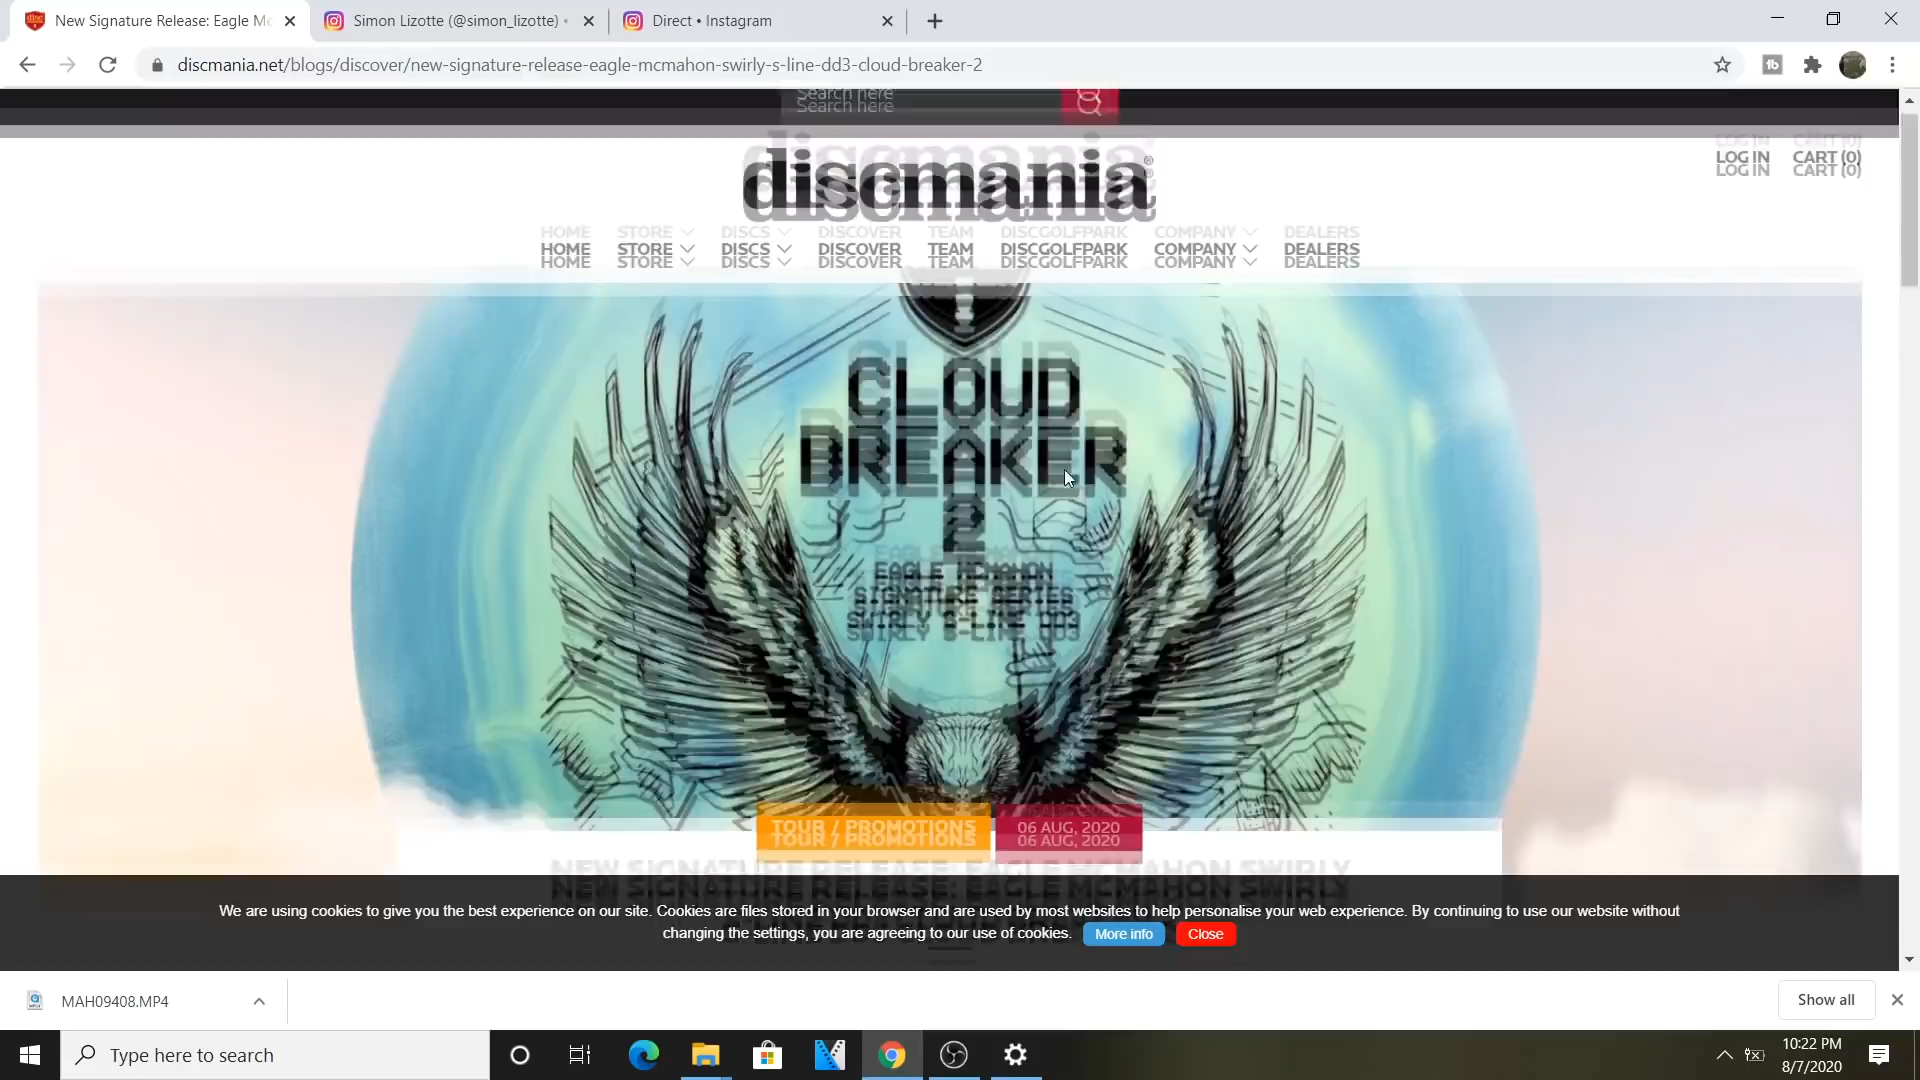 New Signature Release: Eagle Mc
Simon Lizotte (@simon_lizotte) •
Direct • Instagram
discmania.net/blogs/discover/new-signature-release-eagle-mcmahon-swirly-s-line-dd3-cloud-breaker-2
Search here
LOG IN CART (0)
discmania®
HOME STORE DISCS DISCOVER TEAM DISCGOLFPARK COMPANY DEALERS
CLOUD
BREAKER
2
EAGLE MCMAHON
SIGNATURE SERIES
SWIRLY S-LINE DD3
TOUR / PROMOTIONS 06 AUG, 2020
NEW SIGNATURE RELEASE: EAGLE MCMAHON SWIRLY
We are using cookies to give you the best experience on our site. Cookies are files stored in your browser and are used by most websites to help personalise your web experience. By continuing to use our website without
changing the settings, you are agreeing to our use of cookies. More info Close
MAH09408.MP4
Show all
Type here to search
10:22 PM
8/7/2020